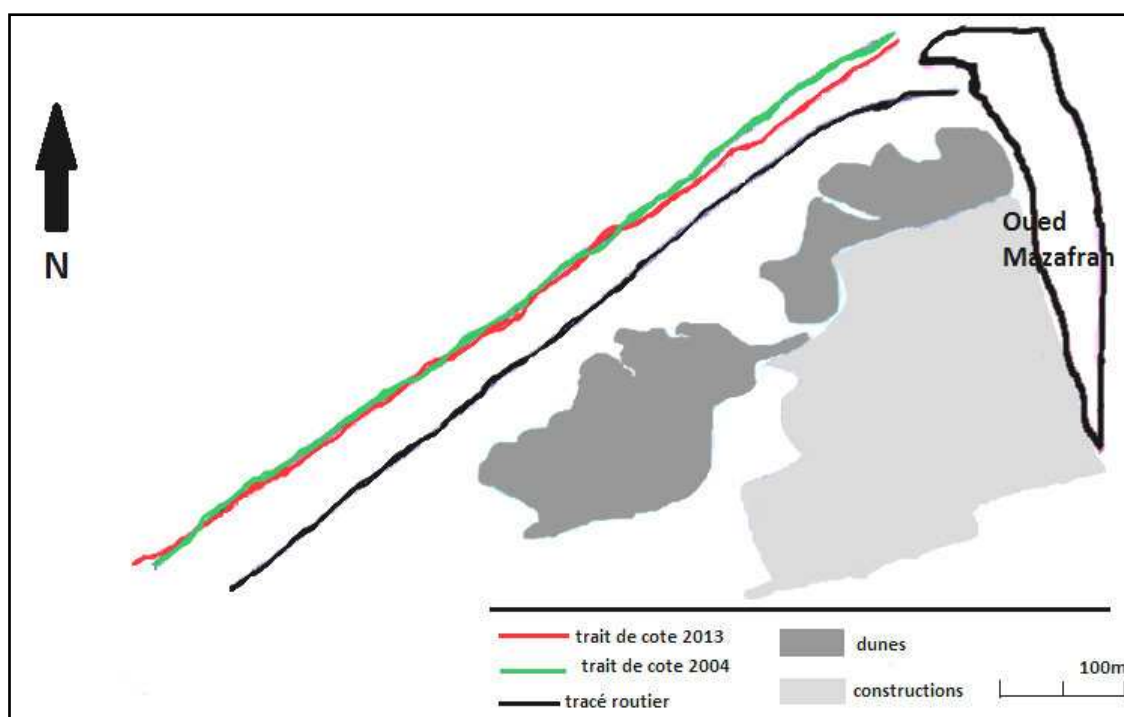 N
Oued
Mazafran
trait de cote 2013
trait de cote 2004
tracé routier
dunes
constructions
100m